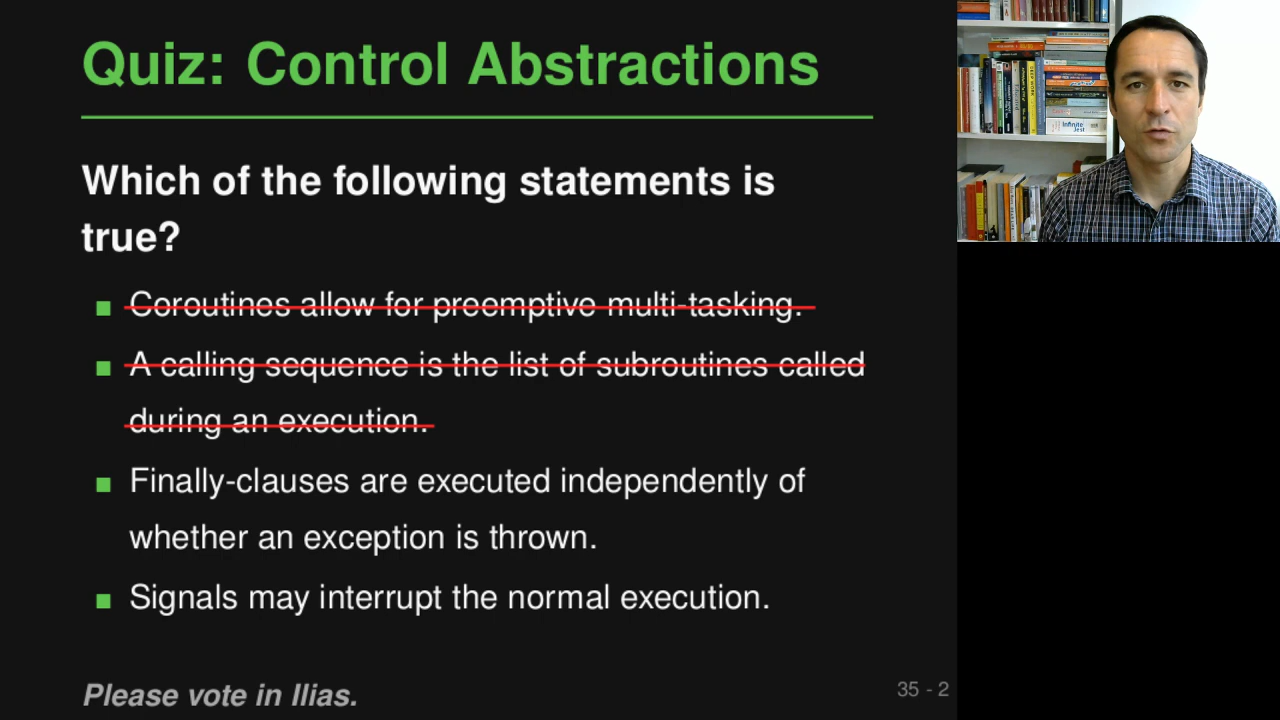 Quiz: Control Abstractions
Which of the following statements is
true?
Coroutines allow for preemptive multi-tasking.
A calling sequence is the list of subroutines called
during an execution.
Finally-clauses are executed independently of
whether an exception is thrown.
Signals may interrupt the normal execution.
Please vote in Ilias.
35 - 2
Infinite
Jest